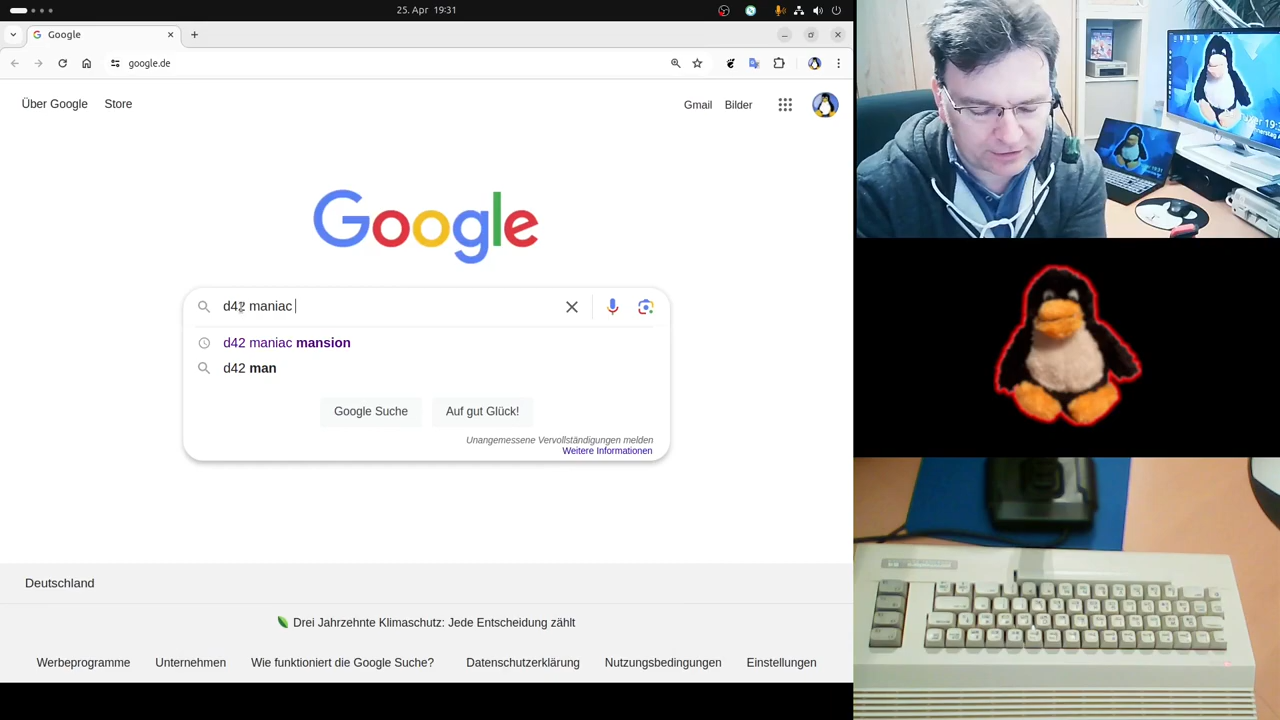 25. Apr 19:31
Google
google.de
Über Google Store
Gmail Bilder
Google
d42 maniac
d42 maniac mansion
d42 man
Google Suche
Auf gut Glück!
Unangemessene Vervollständigungen melden
Weitere Informationen
Deutschland
Drei Jahrzehnte Klimaschutz: Jede Entscheidung zählt
Werbeprogramme Unternehmen Wie funktioniert die Google Suche? Datenschutzerklärung Nutzungsbedingungen Einstellungen